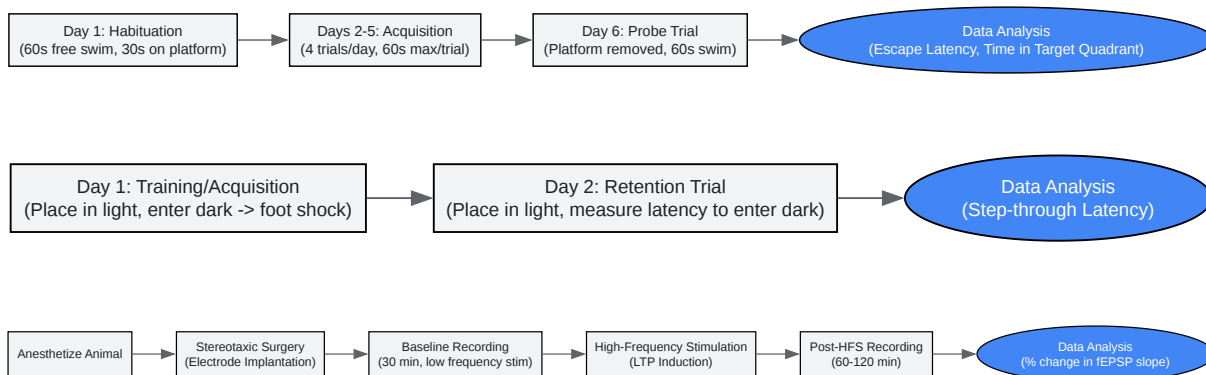 Day 1: Habituation
(60s free swim, 30s on platform)
Days 2-5: Acquisition
(4 trials/day, 60s max/trial)
Day 6: Probe Trial
(Platform removed, 60s swim)
Data Analysis
(Escape Latency, Time in Target Quadrant)
Day 1: Training/Acquisition
(Place in light, enter dark -> foot shock)
Day 2: Retention Trial
(Place in light, measure latency to enter dark)
Data Analysis
(Step-through Latency)
Anesthetize Animal
Stereotaxic Surgery
(Electrode Implantation)
Baseline Recording
(30 min, low frequency stim)
High-Frequency Stimulation
(LTP Induction)
Post-HFS Recording
(60-120 min)
Data Analysis
(% change in fEPSP slope)